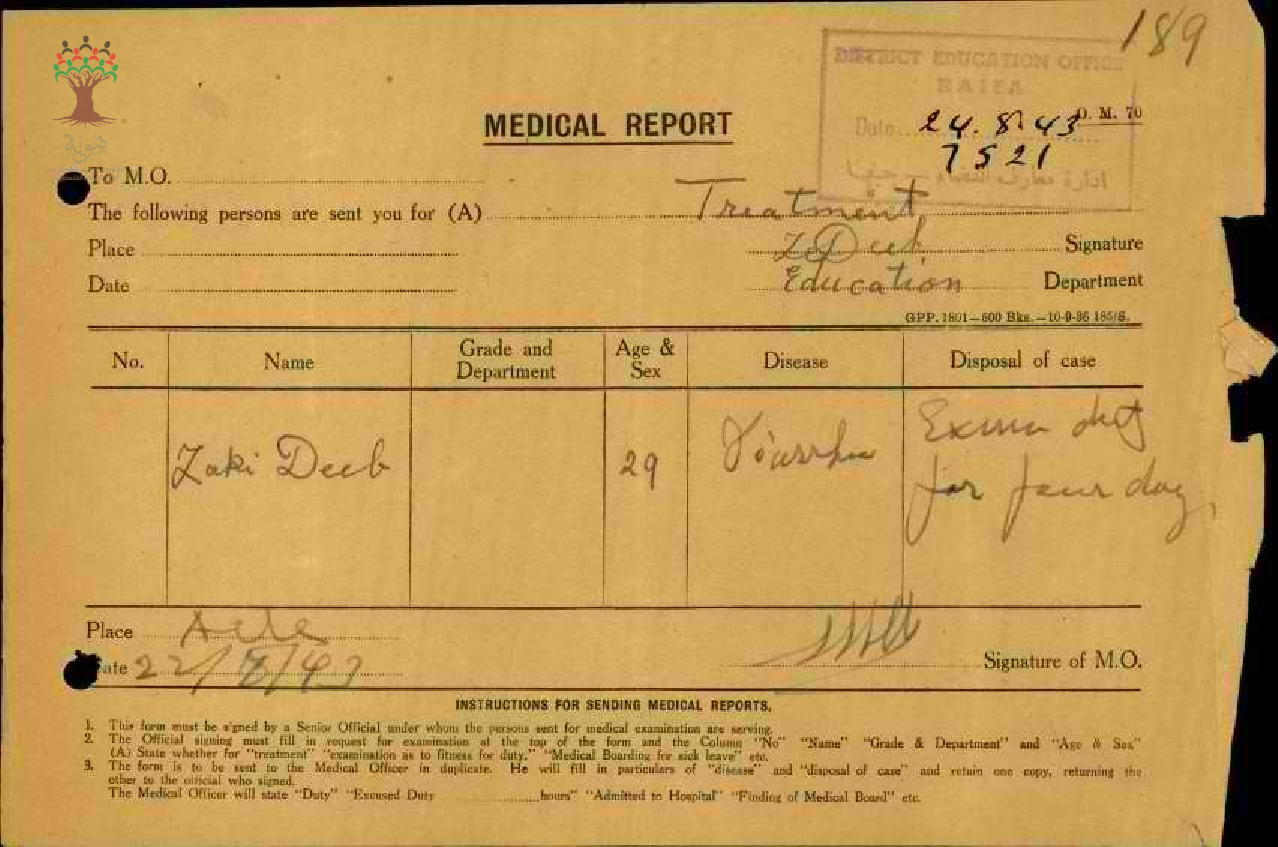 189
DISTRICT EDUCATION OFFICE
HAIFA
Date 24.8.43
7521
O. M. 70
MEDICAL REPORT
هوية
To M.O.
The following persons are sent you for (A) Treatment
Place
Z Deeb Signature
Date
Education Department
GPP. 1801—600 Bks.—10-9-36 185/S.
No. Name Grade and Department Age & Sex Disease Disposal of case
Zaki Deeb 29 Diarrhea
for four day
Place Acre
Date 22/8/43
Signature of M.O.
INSTRUCTIONS FOR SENDING MEDICAL REPORTS.
1. This form must be signed by a Senior Official under whom the persons sent for medical examination are serving.
2. The Official signing must fill in request for examination at the top of the form and the Column "No" "Name" "Grade & Department" and "Age & Sex"
(A) State whether for "treatment" "examination as to fitness for duty," "Medical Boarding for sick leave" etc.
3. The form is to be sent to the Medical Officer in duplicate. He will fill in particulars of "disease" and "disposal of case" and retain one copy, returning the
other to the official who signed.
The Medical Officer will state "Duty" "Excused Duty ..............hours" "Admitted to Hospital" "Finding of Medical Board" etc.